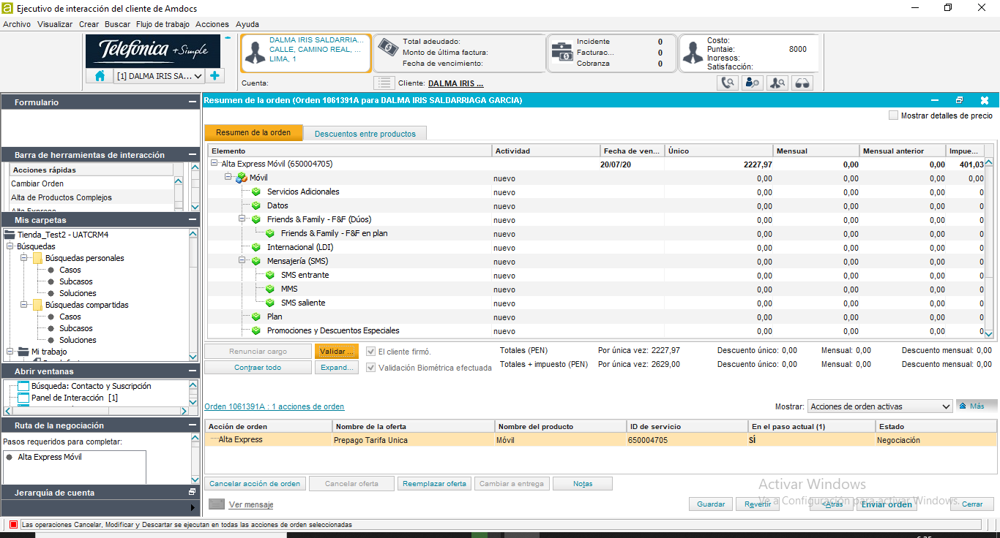 Ejecutivo de interacción del cliente de Amdocs
Archivo Visualizar Crear Buscar Flujo de trabajo Acciones Ayuda
Telefónica +Simple
[1] DALMA IRIS SA...
DALMA IRIS SALDARRIA...
CALLE, CAMINO REAL, ...
LIMA, 1
Cuenta:
Total adeudado:
Monto de última factura:
Fecha de vencimiento:
Cliente: DALMA IRIS ...
Incidente 0
Facturac... 0
Cobranza 0
Costo:
Puntaie: 8000
Ingresos:
Satisfacción:
Formulario
Barra de herramientas de interacción
Acciones rápidas
Cambiar Orden
Alta de Productos Complejos
Alta Express
Mis carpetas
Tienda_Test2 - UATCRM4
Búsquedas
Búsquedas personales
Casos
Subcasos
Soluciones
Búsquedas compartidas
Casos
Subcasos
Soluciones
Mi trabajo
Abrir ventanas
Búsqueda: Contacto y Suscripción
Panel de Interacción [1]
Ruta de la negociación
Pasos requeridos para completar:
Alta Express Móvil
Jerarquía de cuenta
Resumen de la orden (Orden 1061391A para DALMA IRIS SALDARRIAGA GARCIA)
Mostrar detalles de precio
Resumen de la orden Descuentos entre productos
Elemento Actividad Fecha de ven... Único Mensual Mensual anterior Impue...
Alta Express Móvil (650004705) 20/07/20 2227,97 0,00 0,00 401,03
Móvil nuevo 0,00 0,00 0,00 0,00
Servicios Adicionales nuevo 0,00 0,00 0,00 0
Datos nuevo 0,00 0,00 0,00 0
Friends & Family - F&F (Dúos) nuevo 0,00 0,00 0,00 0
Friends & Family - F&F en plan nuevo 0,00 0,00 0,00 0
Internacional (LDI) nuevo 0,00 0,00 0,00 0
Mensajería (SMS) nuevo 0,00 0,00 0,00 0
SMS entrante nuevo 0,00 0,00 0,00 0
MMS nuevo 0,00 0,00 0,00 0
SMS saliente nuevo 0,00 0,00 0,00 0
Plan nuevo 0,00 0,00 0,00 0
Promociones y Descuentos Especiales nuevo 0,00 0,00 0,00 0
Renunciar cargo Validar ... El cliente firmó. Totales (PEN) Por única vez: 2227,97 Descuento único: 0,00 Mensual: 0,00 Descuento mensual: 0,00
Contraer todo Expand... Validación Biométrica efectuada Totales + impuesto (PEN) Por única vez: 2629,00 Descuento único: 0,00 Mensual: 0,00 Descuento mensual: 0,00
Orden 1061391A : 1 acciones de orden Mostrar: Acciones de orden activas Más
Acción de orden Nombre de la oferta Nombre del producto ID de servicio En el paso actual (1) Estado
Alta Express Prepago Tarifa Unica Móvil 650004705 SÍ Negociación
Cancelar acción de orden Cancelar oferta Reemplazar oferta Cambiar a entrega Notas
Activar Windows
Ve a Configuración para activar Windows.
Ver mensaje Guardar Revertir <Atrás Enviar orden Cerrar
Las operaciones Cancelar, Modificar y Descartar se ejecutan en todas las acciones de orden seleccionadas